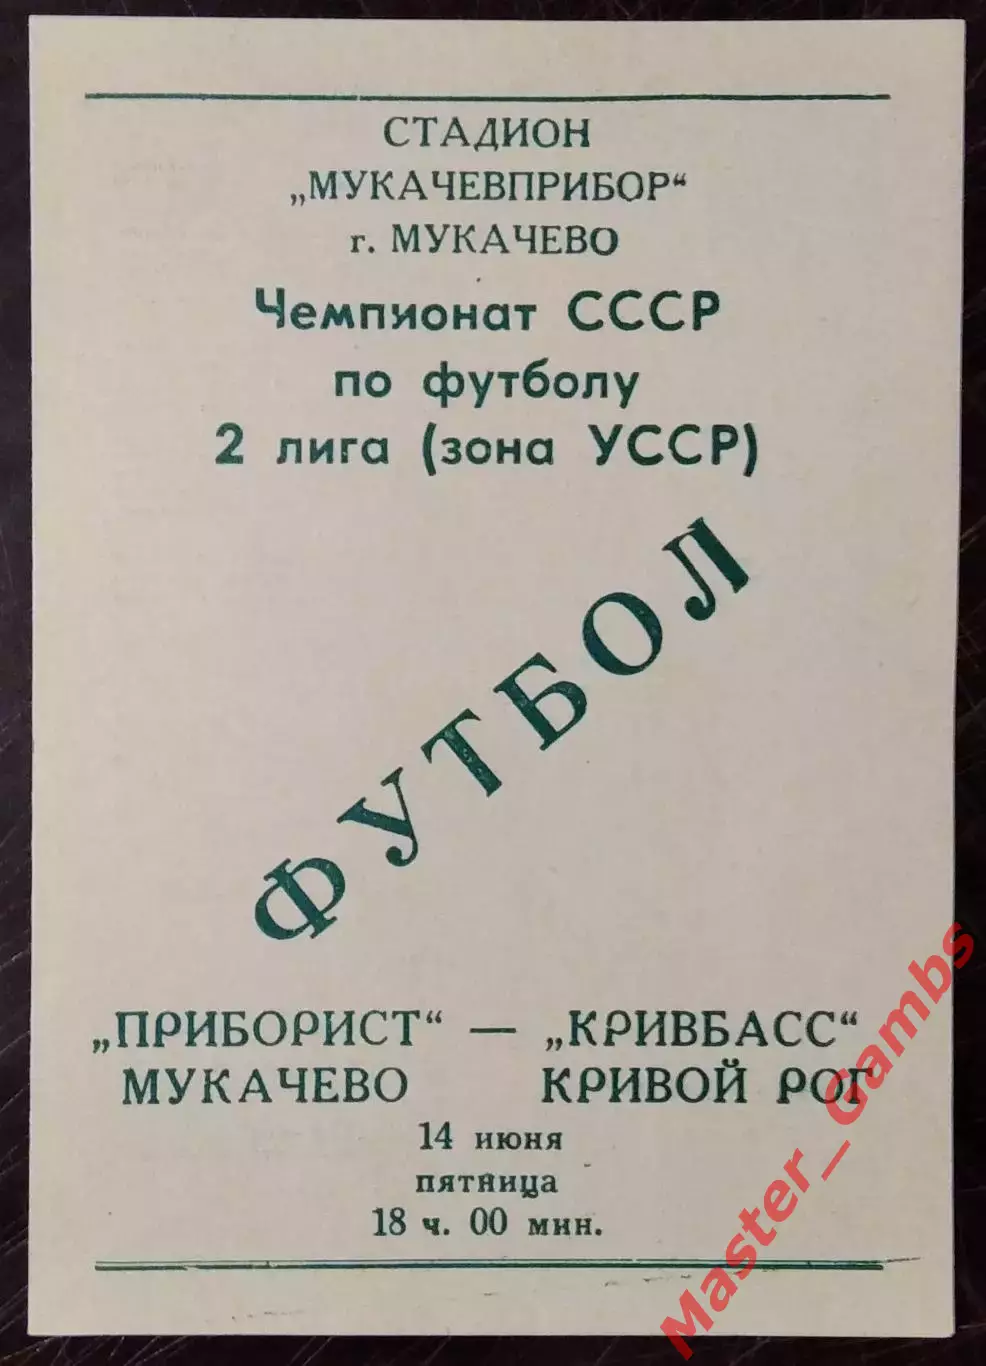 СТАДИОН
„МУКАЧЕВПРИБОР“
г. МУКАЧЕВО
Чемпионат СССР
по футболу
2 лига (зона УССР)
ФУТБОЛ
„ПРИБОРИСТ“ — „КРИВБАСС“
МУКАЧЕВО КРИВОЙ РОГ
14 июня
пятница
18 ч. 00 мин.
Master_Gambs